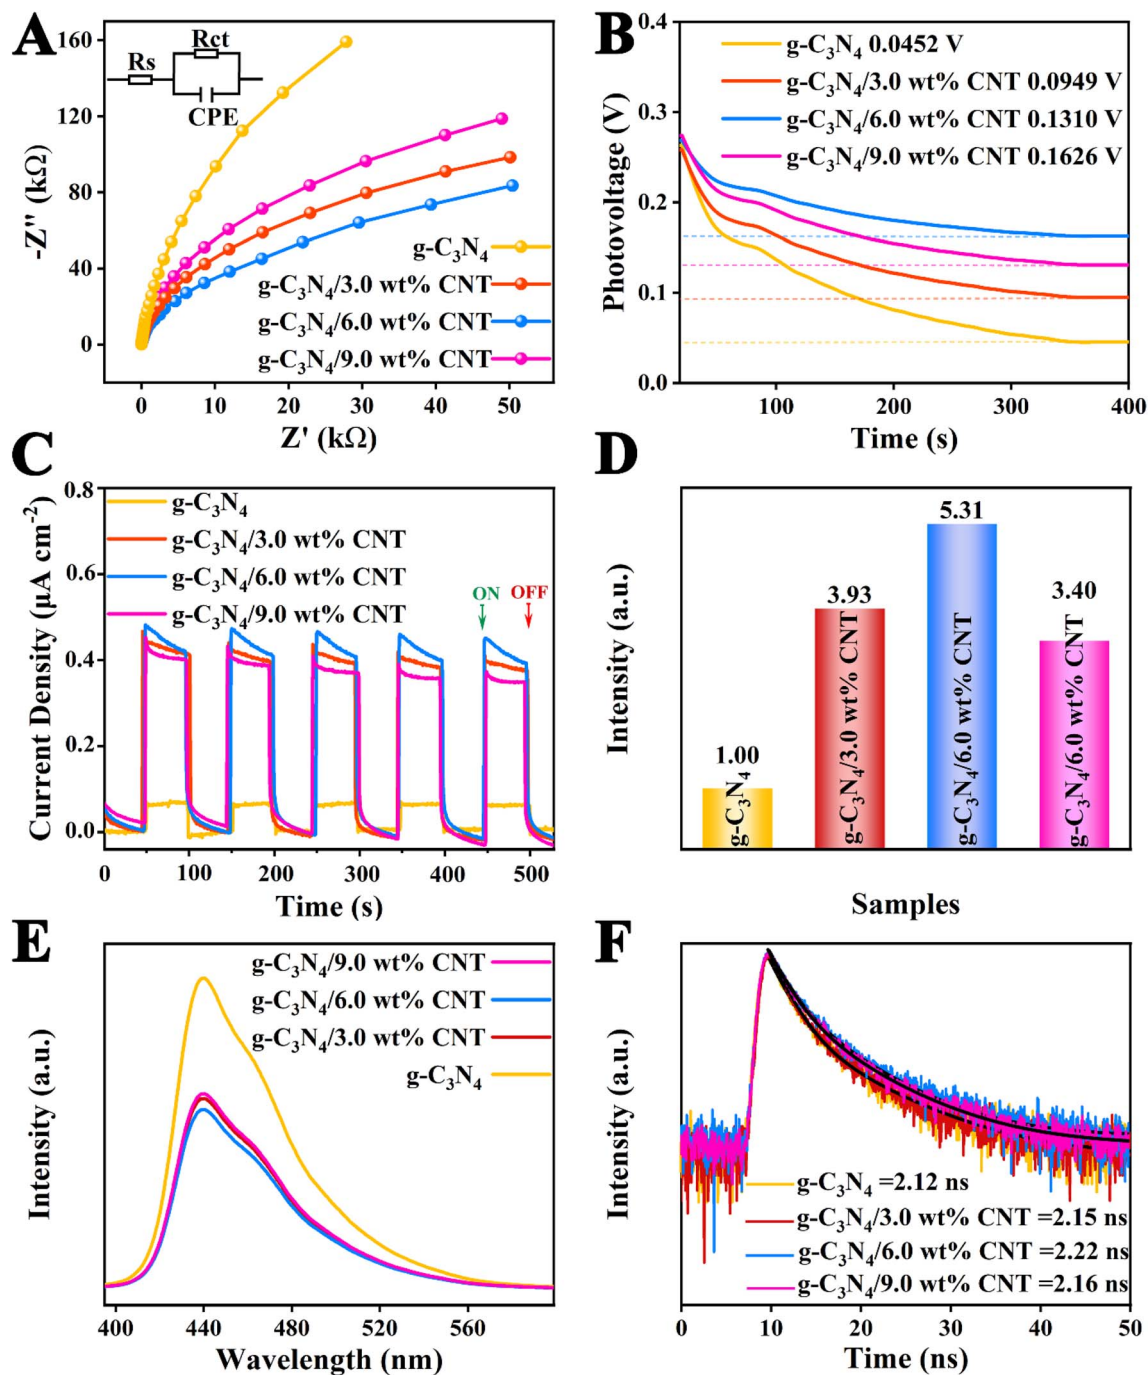 A
160
120
80
40
0
-Z'' (kΩ)
Rs
Rct
CPE
g-C₃N₄
g-C₃N₄/3.0 wt% CNT
g-C₃N₄/6.0 wt% CNT
g-C₃N₄/9.0 wt% CNT
0 10 20 30 40 50
Z' (kΩ)
B
0.4
0.3
0.2
0.1
0.0
Photovoltage (V)
g-C₃N₄ 0.0452 V
g-C₃N₄/3.0 wt% CNT 0.0949 V
g-C₃N₄/6.0 wt% CNT 0.1310 V
g-C₃N₄/9.0 wt% CNT 0.1626 V
100 200 300 400
Time (s)
C
0.8
0.6
0.4
0.2
0.0
Current Density (μA cm⁻²)
g-C₃N₄
g-C₃N₄/3.0 wt% CNT
g-C₃N₄/6.0 wt% CNT
g-C₃N₄/9.0 wt% CNT
ON OFF
0 100 200 300 400 500
Time (s)
D
Intensity (a.u.)
1.00
3.93
5.31
3.40
g-C₃N₄
g-C₃N₄/3.0 wt% CNT
g-C₃N₄/6.0 wt% CNT
g-C₃N₄/6.0 wt% CNT
Samples
E
Intensity (a.u.)
g-C₃N₄/9.0 wt% CNT
g-C₃N₄/6.0 wt% CNT
g-C₃N₄/3.0 wt% CNT
g-C₃N₄
400 440 480 520 560
Wavelength (nm)
F
Intensity (a.u.)
g-C₃N₄ =2.12 ns
g-C₃N₄/3.0 wt% CNT =2.15 ns
g-C₃N₄/6.0 wt% CNT =2.22 ns
g-C₃N₄/9.0 wt% CNT =2.16 ns
0 10 20 30 40 50
Time (ns)